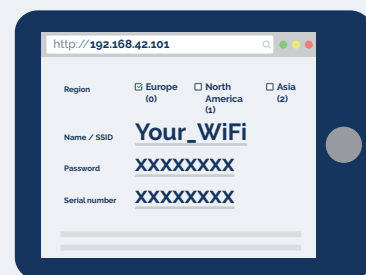 http://192.168.42.101
Region
Europe (0)
North America (1)
Asia (2)
Name / SSID
Your_WiFi
Password
XXXXXXXX
Serial number
XXXXXXXX